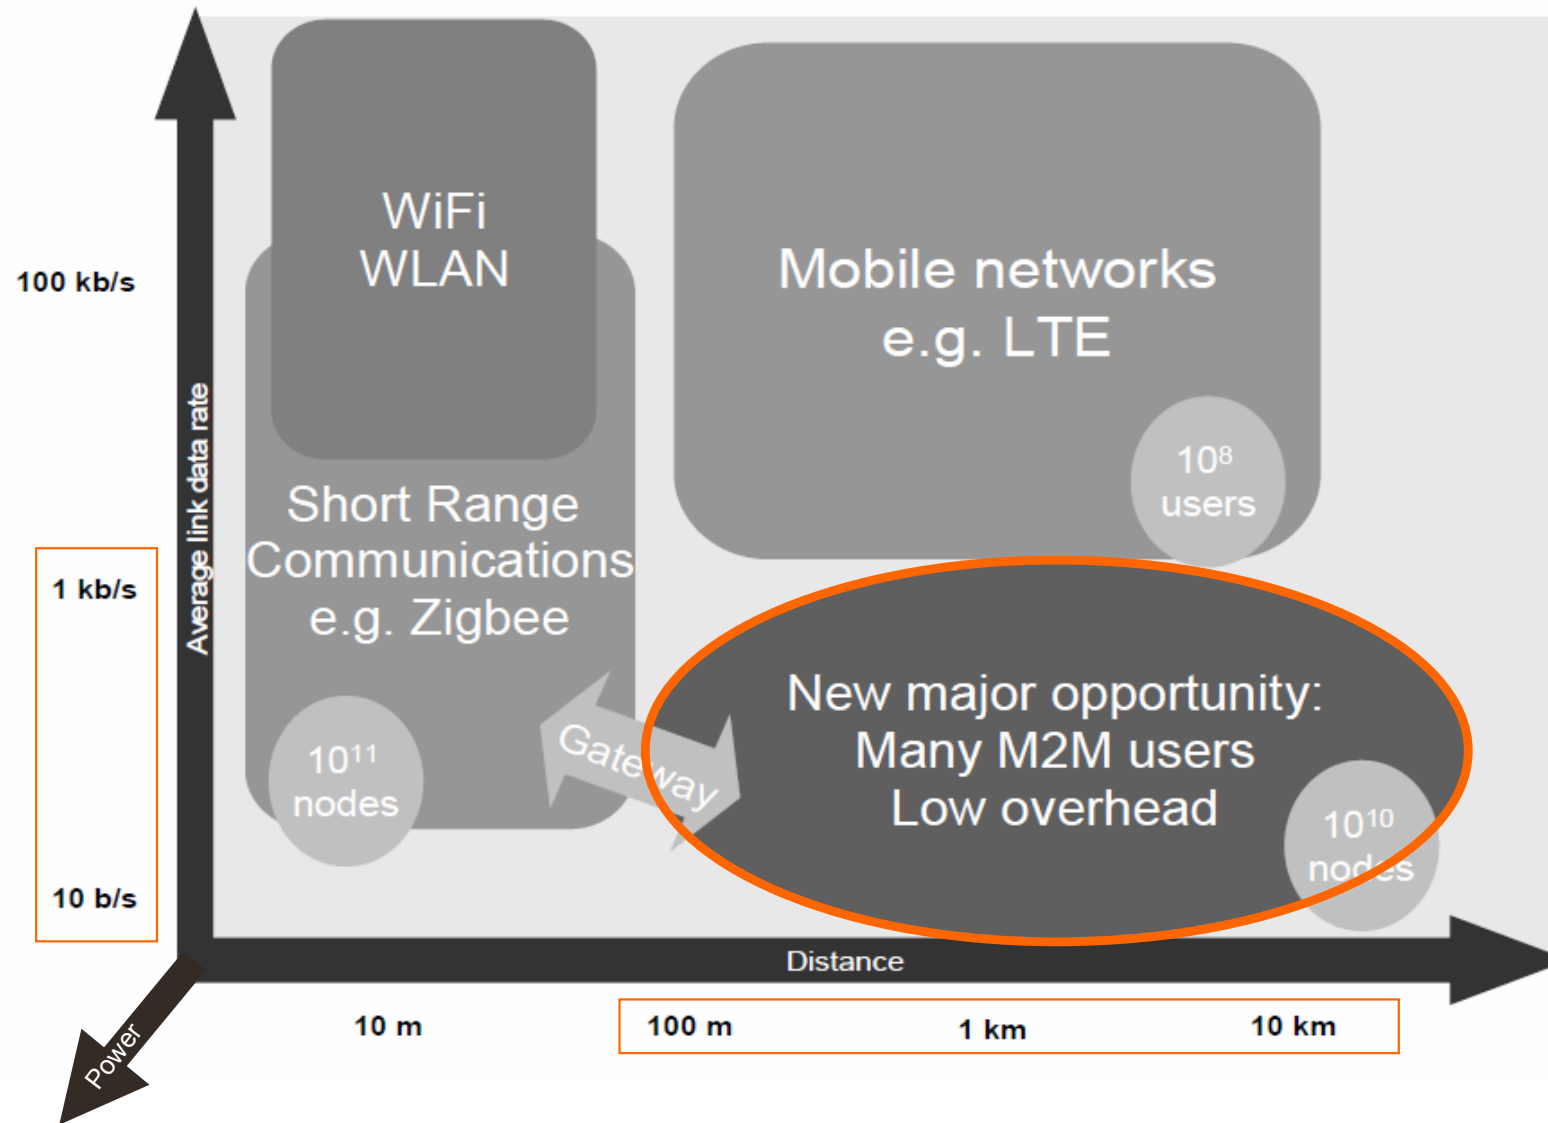 WiFi
WLAN
Mobile networks
e.g. LTE
100 kb/s
Average link data rate
10⁸
users
Short Range
Communications
e.g. Zigbee
1 kb/s
New major opportunity:
Many M2M users
Low overhead
Gateway
10¹¹
nodes
10¹⁰
nodes
10 b/s
Distance
10 m
100 m
1 km
10 km
Power